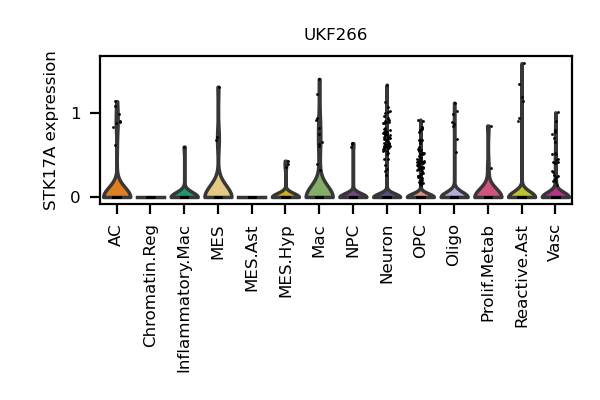 UKF266
STK17A expression
1
0
AC
Chromatin.Reg
Inflammatory.Mac
MES
MES.Ast
MES.Hyp
Mac
NPC
Neuron
OPC
Oligo
Prolif.Metab
Reactive.Ast
Vasc